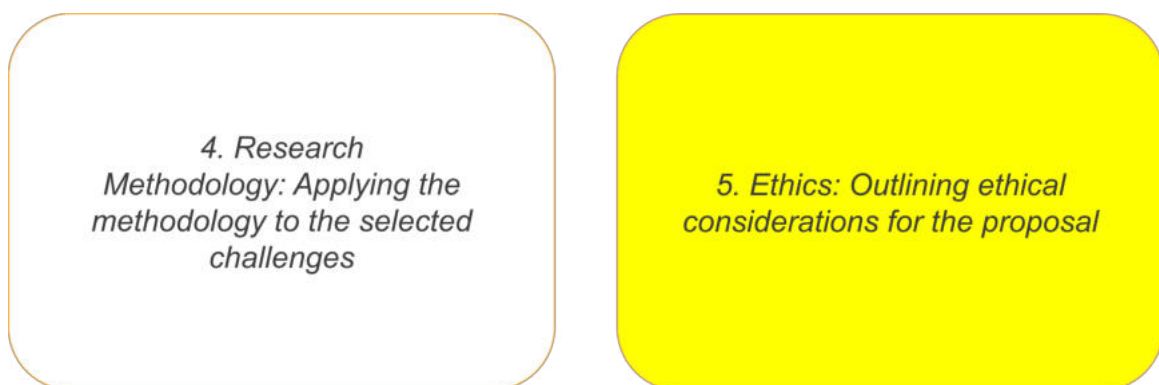 4. Research
Methodology: Applying the
methodology to the selected
challenges
5. Ethics: Outlining ethical
considerations for the proposal